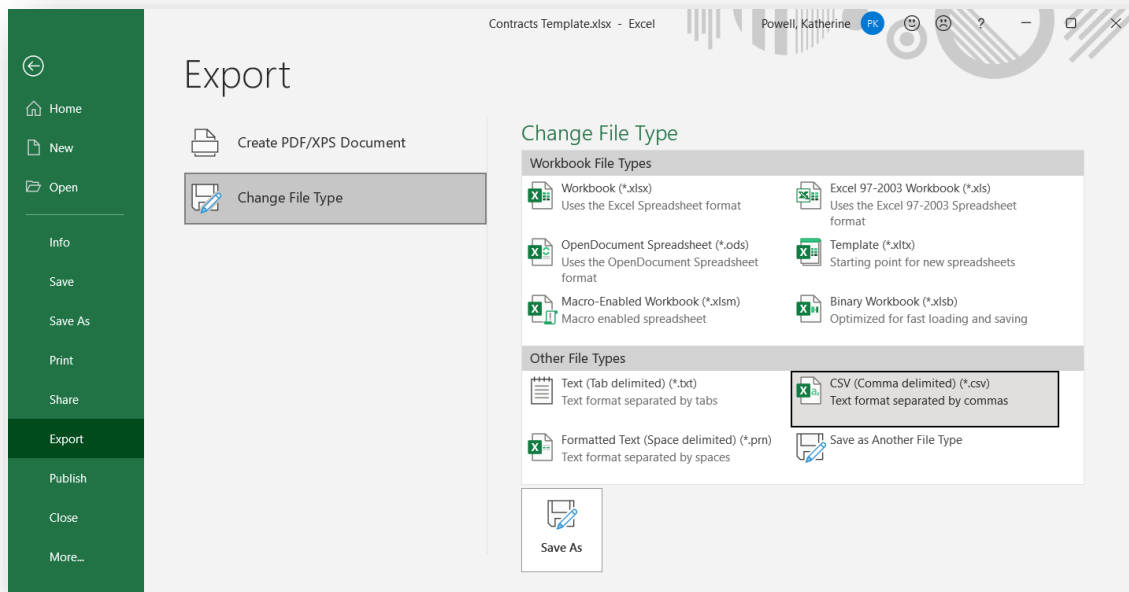 Contracts Template.xlsx - Excel
Powell, Katherine
PK
?
Export
Home
New
Open
Info
Save
Save As
Print
Share
Export
Publish
Close
More...
Create PDF/XPS Document
Change File Type
Change File Type
Workbook File Types
Workbook (*.xlsx)
Uses the Excel Spreadsheet format
Excel 97-2003 Workbook (*.xls)
Uses the Excel 97-2003 Spreadsheet
format
OpenDocument Spreadsheet (*.ods)
Uses the OpenDocument Spreadsheet
format
Template (*.xltx)
Starting point for new spreadsheets
Macro-Enabled Workbook (*.xlsm)
Macro enabled spreadsheet
Binary Workbook (*.xlsb)
Optimized for fast loading and saving
Other File Types
Text (Tab delimited) (*.txt)
Text format separated by tabs
CSV (Comma delimited) (*.csv)
Text format separated by commas
Formatted Text (Space delimited) (*.prn)
Text format separated by spaces
Save as Another File Type
Save As